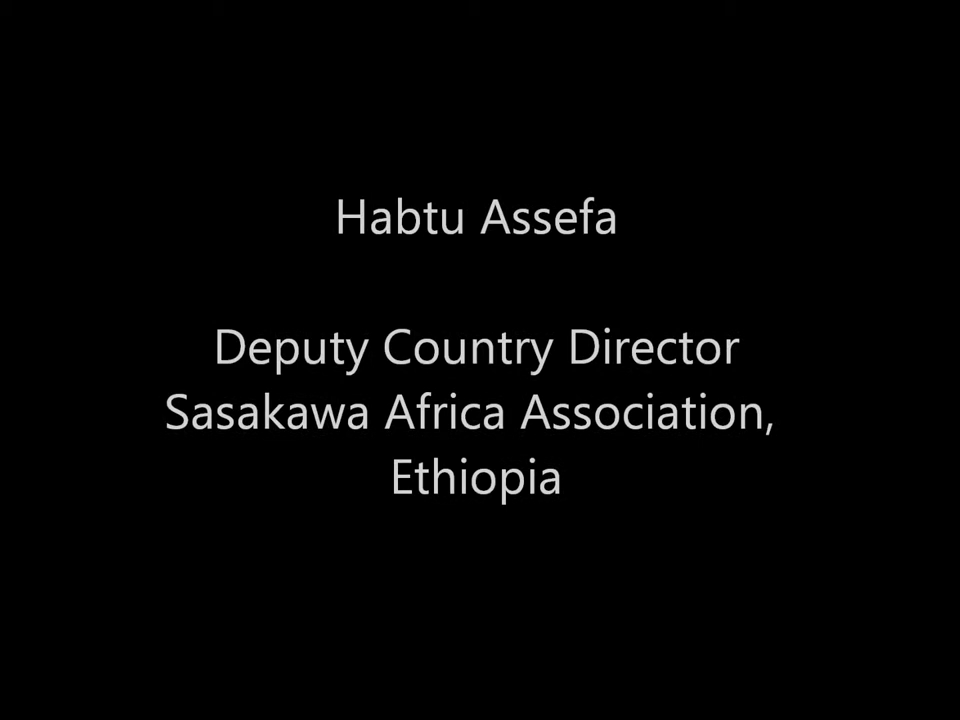 Habtu Assefa
Deputy Country Director
Sasakawa Africa Association,
Ethiopia